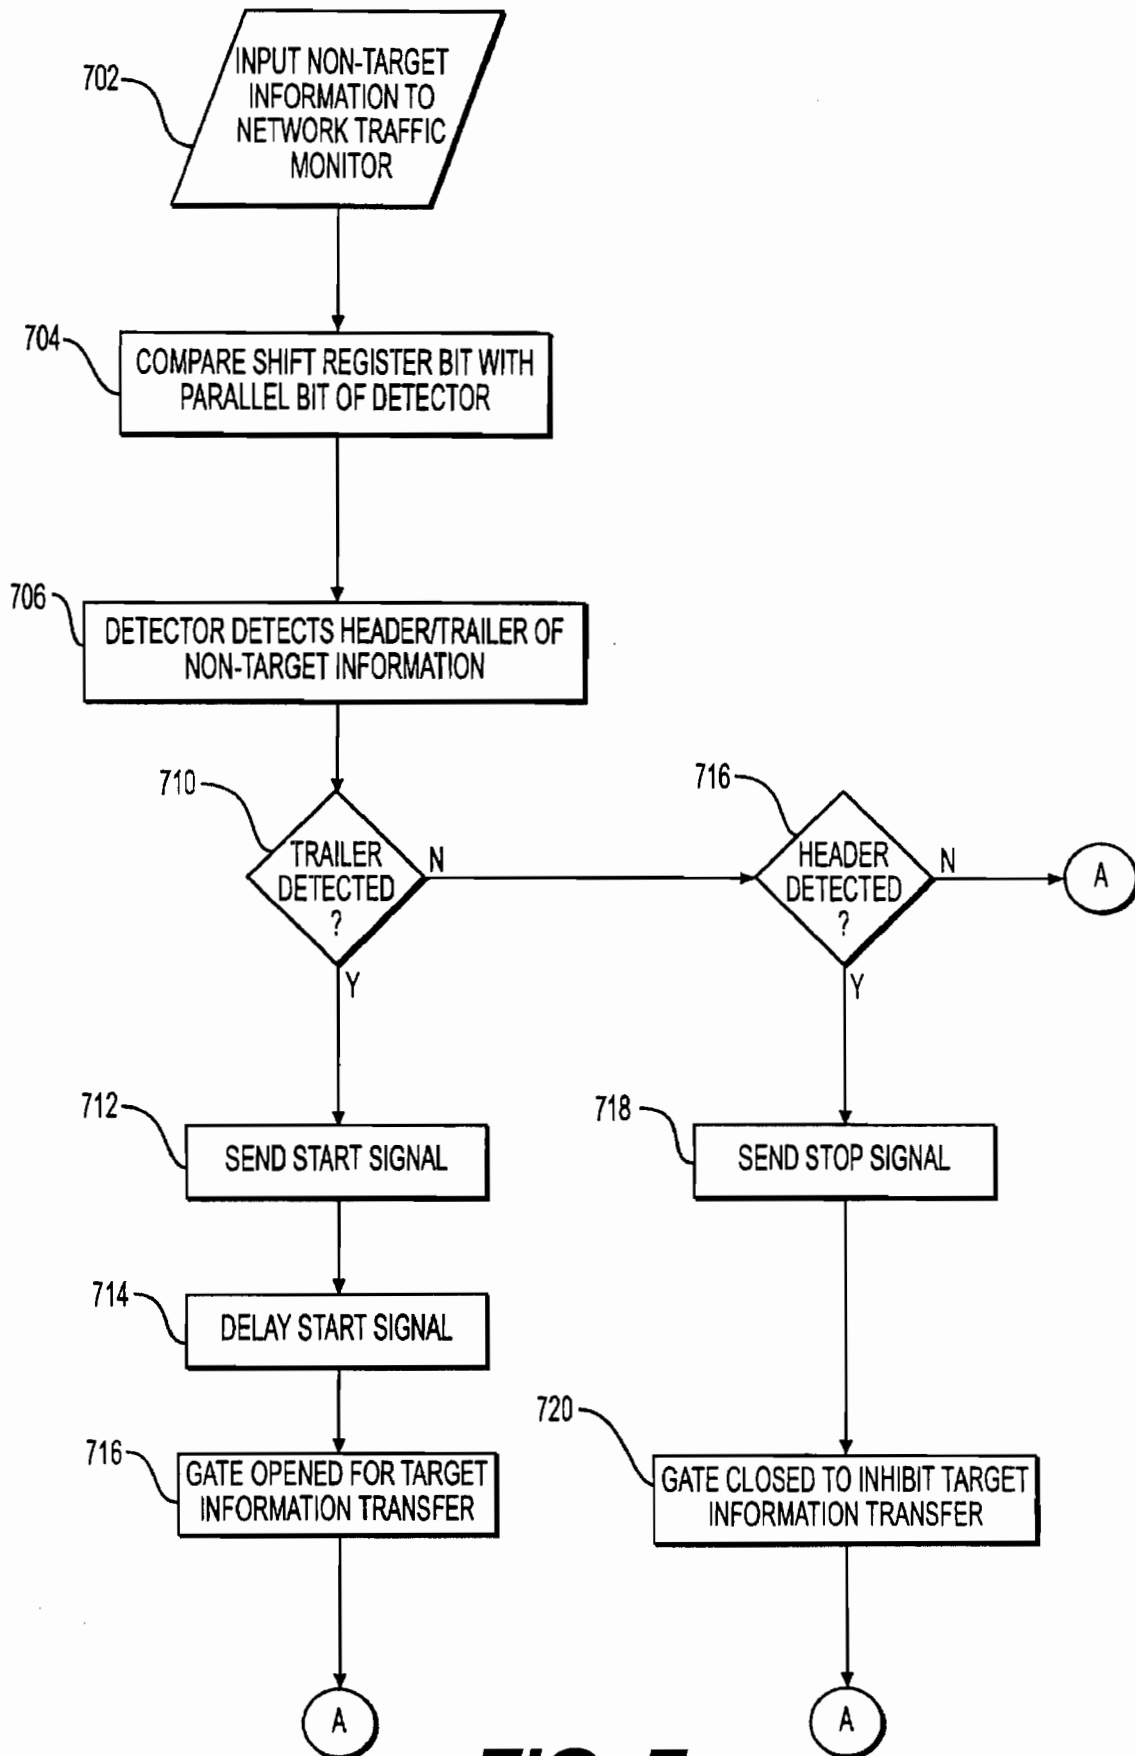 702
INPUT NON-TARGET
INFORMATION TO
NETWORK TRAFFIC
MONITOR
704
COMPARE SHIFT REGISTER BIT WITH
PARALLEL BIT OF DETECTOR
706
DETECTOR DETECTS HEADER/TRAILER OF
NON-TARGET INFORMATION
710
TRAILER
DETECTED
?
N
Y
716
HEADER
DETECTED
?
N
A
Y
712
SEND START SIGNAL
718
SEND STOP SIGNAL
714
DELAY START SIGNAL
716
GATE OPENED FOR TARGET
INFORMATION TRANSFER
720
GATE CLOSED TO INHIBIT TARGET
INFORMATION TRANSFER
A
A